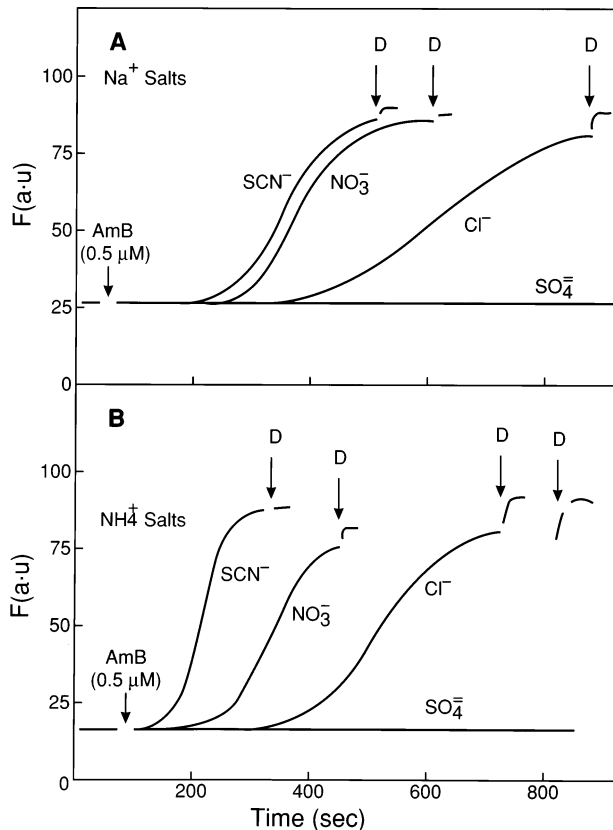 D D D
A
Na⁺ Salts
100
75
50
25
0
F(a·u)
SCN⁻
NO₃⁻
Cl⁻
AmB
(0.5 μM)
SO₄⁼
B
D D D D
NH₄⁺ Salts
100
75
50
25
0
F(a·u)
SCN⁻
NO₃⁻
Cl⁻
AmB
(0.5 μM)
SO₄⁼
200 400 600 800
Time (sec)